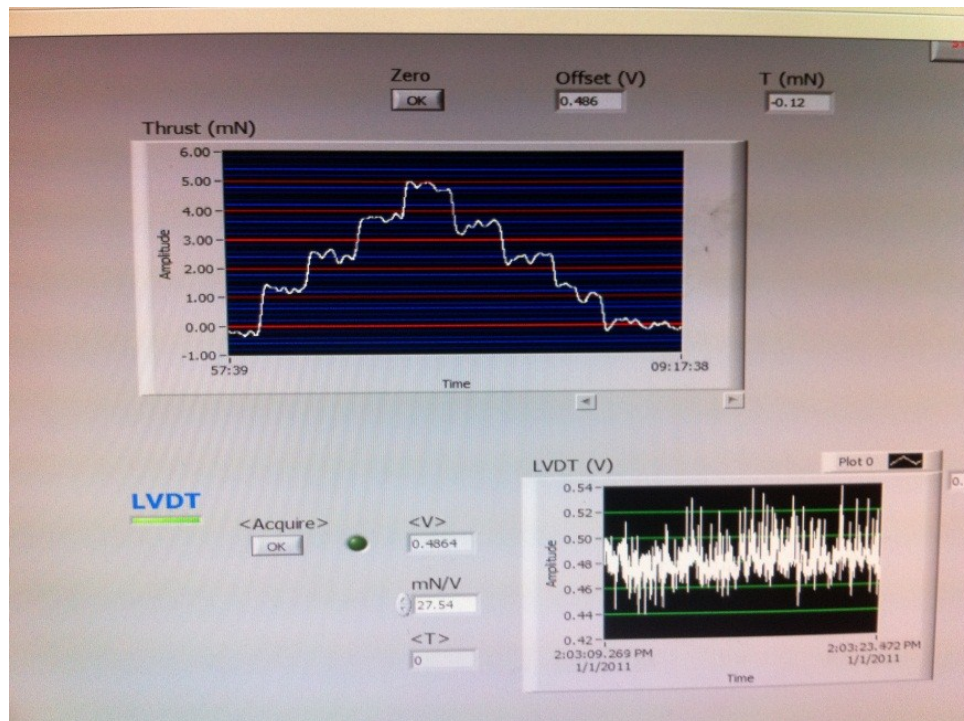 Zero
Offset (V)
T (mN)
OK
0.486
-0.12
Thrust (mN)
6.00
5.00
4.00
3.00
2.00
1.00
0.00
-1.00
Amplitude
57:39
09:17:38
Time
LVDT (V)
Plot 0
LVDT
<Acquire>
OK
<V>
0.4864
mN/V
27.54
<T>
0
0.54
0.52
0.50
0.48
0.46
0.44
0.42
Amplitude
2:03:09.269 PM
1/1/2011
2:03:23.472 PM
1/1/2011
Time
0.